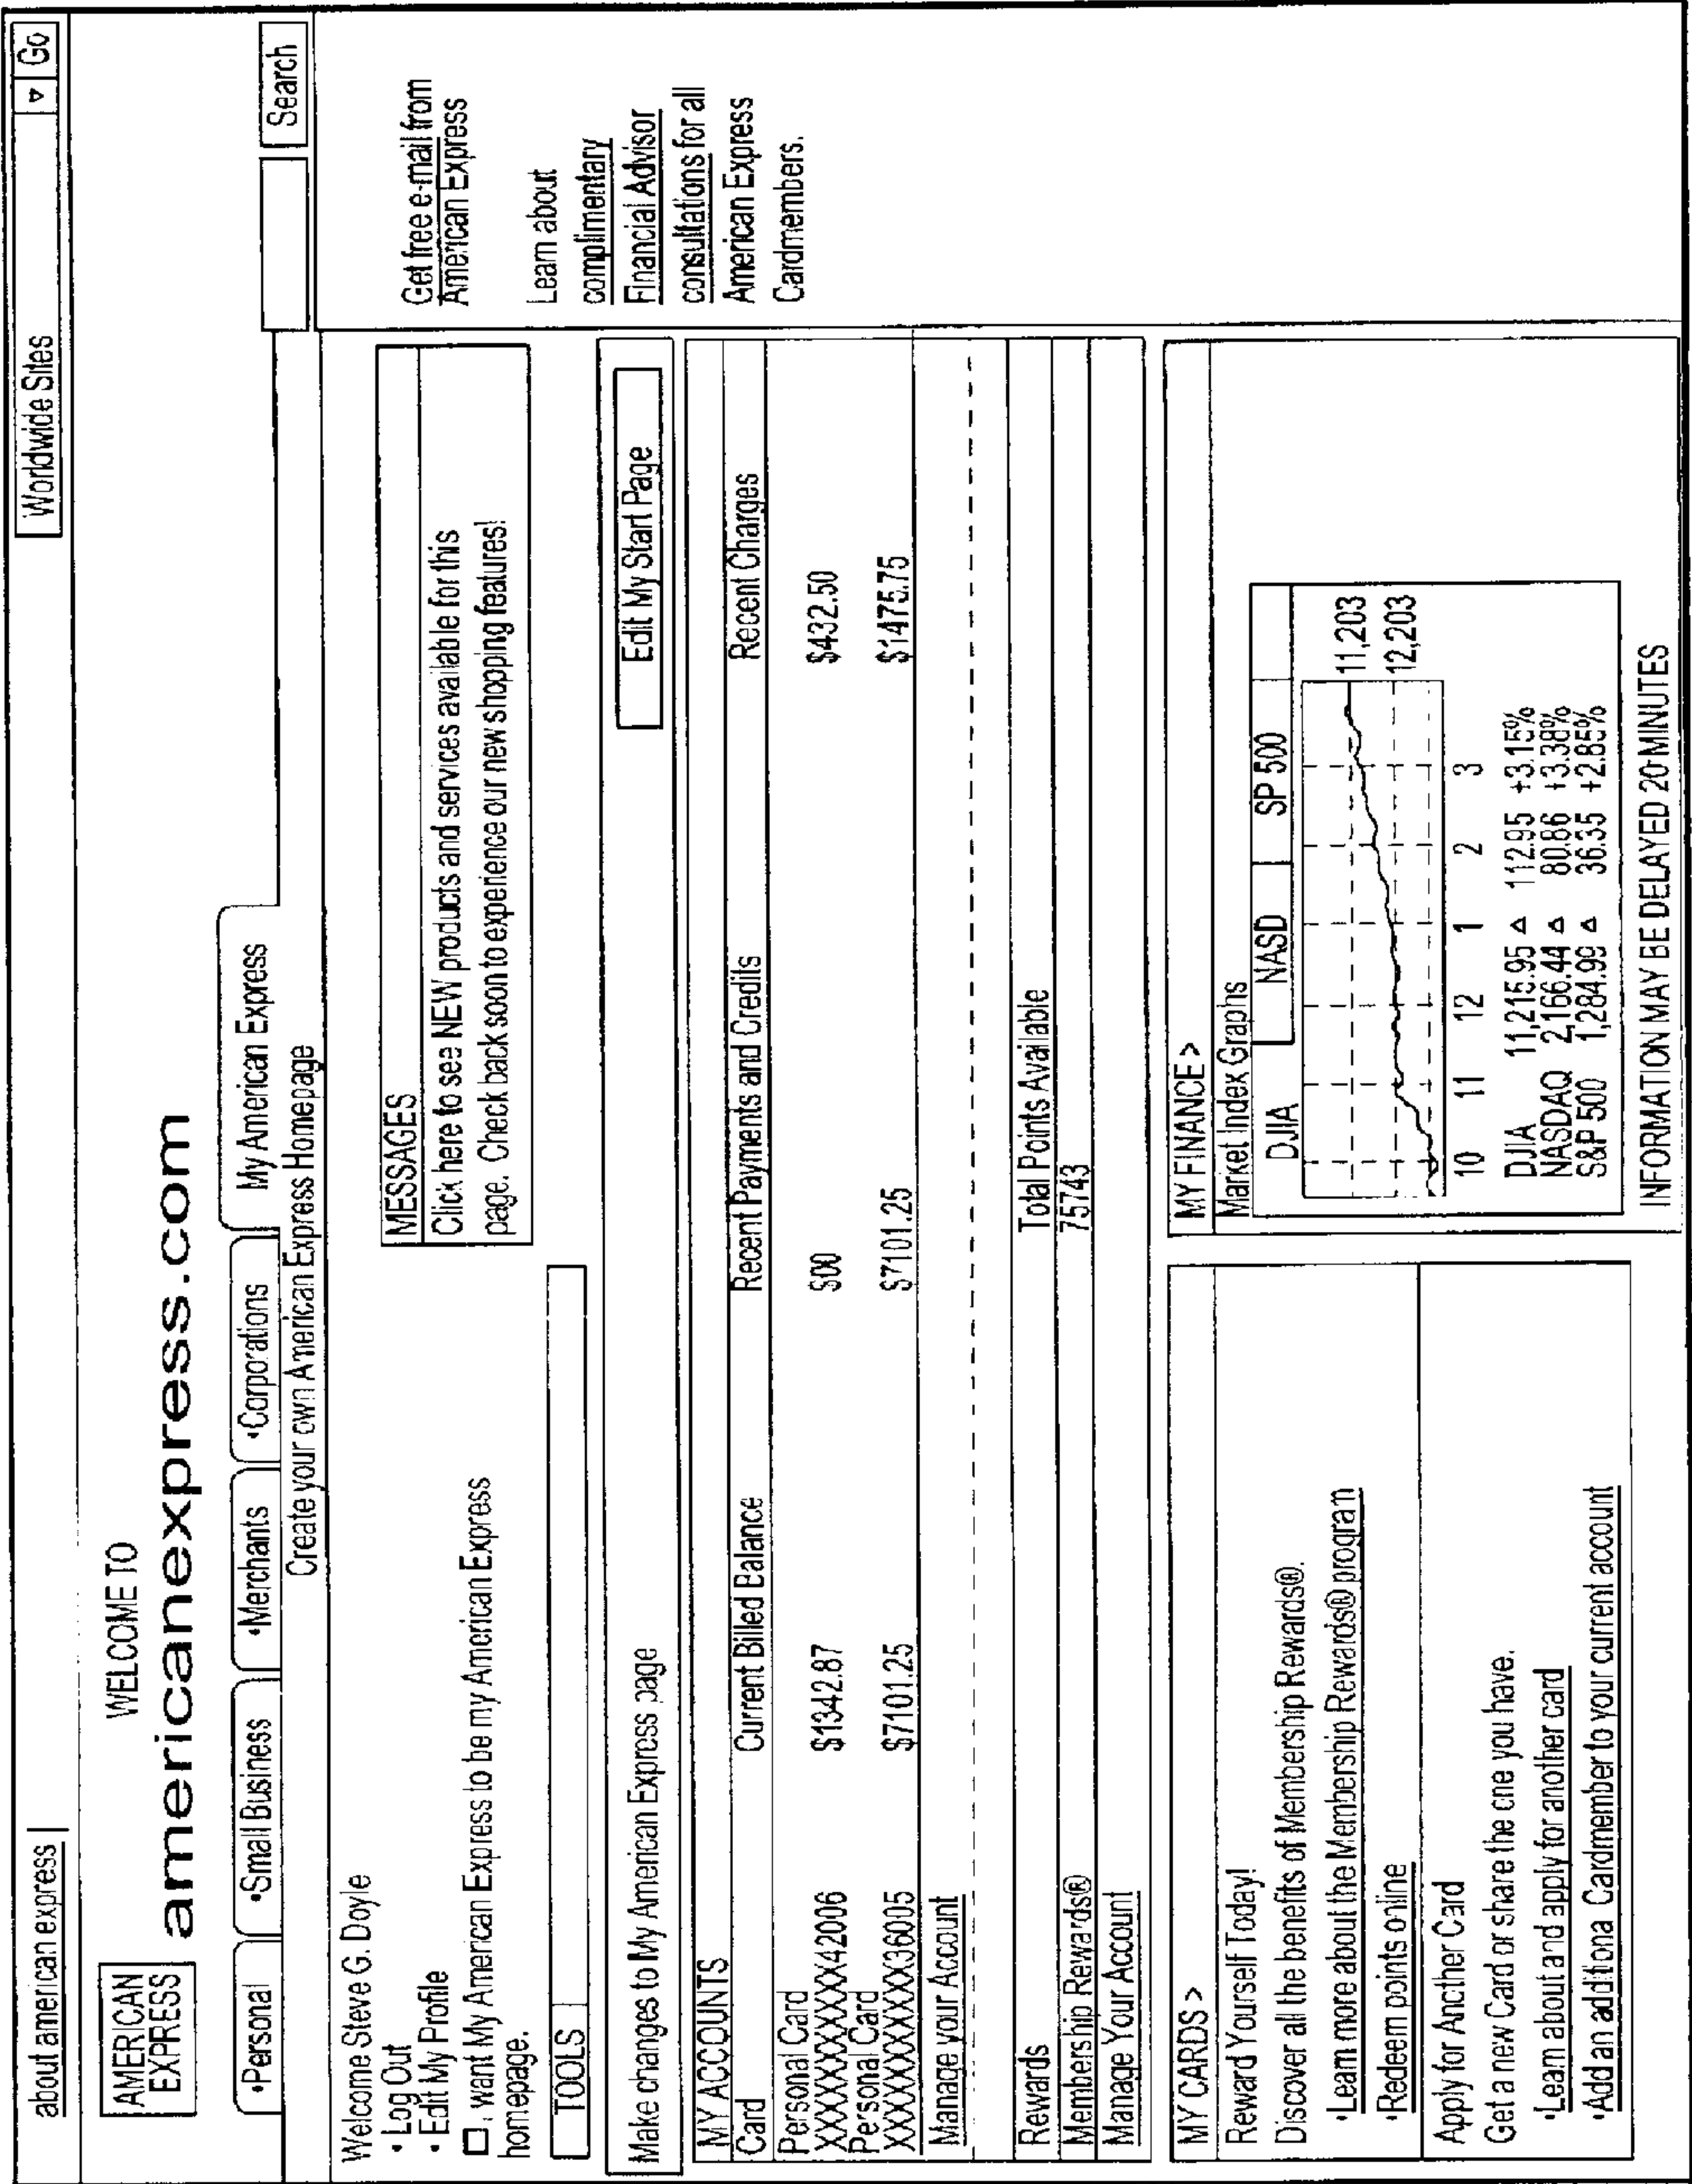 about american express
Worldwide Sites Go
AMERICAN
EXPRESS
WELCOME TO
americanexpress.com
•Personal •Small Business •Merchants •Corporations My American Express Search
Create your own American Express Homepage
Welcome Steve G. Doyle
• Log Out
• Edit My Profile
I want My American Express to be my American Express
homepage.
TOOLS
MESSAGES
Click here to see NEW products and services available for this
page. Check back soon to experience our new shopping features!
Get free e-mail from
American Express
Learn about
complimentary
Financial Advisor
consultations for all
American Express
Cardmembers.
Make changes to My American Express page Edit My Start Page
MY ACCOUNTS
Card Current Billed Balance Recent Payments and Credits Recent Charges
Personal Card
XXXXXXXXXX42006 $1342.87 $00 $432.50
Personal Card
XXXXXXXXXX36005 $7101.25 $7101.25 $1475.75
Manage your Account
Rewards Total Points Available
Membership Rewards® 75743
Manage Your Account
MY CARDS >
Reward Yourself Today!
Discover all the benefits of Membership Rewards®.
•Learn more about the Membership Rewards® program
•Redeem points online
Apply for Another Card
Get a new Card or share the one you have.
•Learn about and apply for another card
•Add an additional Cardmember to your current account
MY FINANCE >
Market Index Graphs
DJIA NASD SP 500
11,203
12,203
10 11 12 1 2 3
DJIA 11,215.95 △ 112.95 +3.15%
NASDAQ 2,166.44 △ 80.86 +3.38%
S&P 500 1,284.99 △ 36.35 +2.85%
INFORMATION MAY BE DELAYED 20 MINUTES